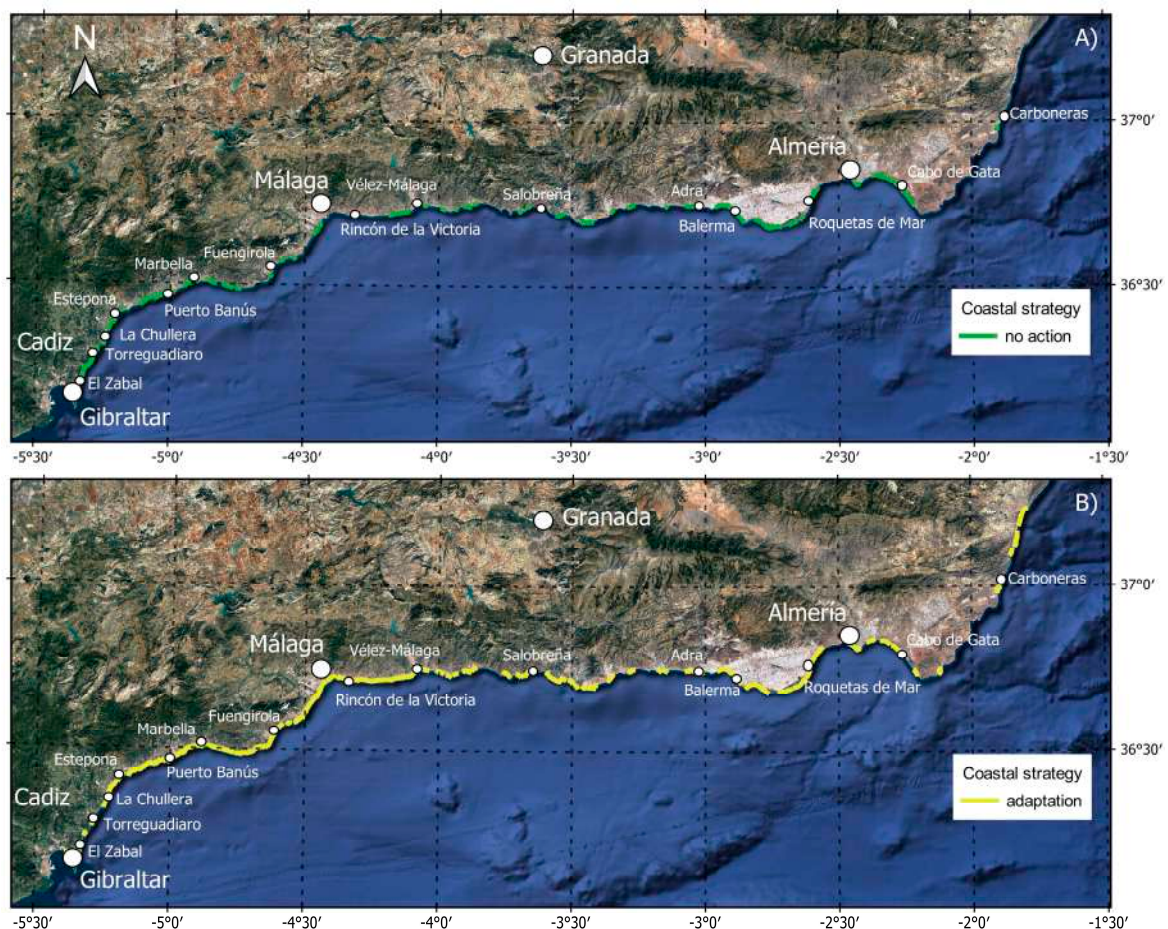 A)
N
Granada
Carboneras
37°0'
Almeria
Málaga
Vélez-Málaga
Salobreña
Adra
Cabo de Gata
Rincón de la Victoria
Balerma
Roquetas de Mar
Fuengirola
Marbella
36°30'
Estepona
Puerto Banús
Coastal strategy
no action
Cadiz
La Chullera
Torreguadiaro
El Zabal
Gibraltar
-5°30' -5°0' -4°30' -4°0' -3°30' -3°0' -2°30' -2°0' -1°30'
B)
Granada
Carboneras
37°0'
Almeria
Málaga
Vélez-Málaga
Salobreña
Adra
Cabo de Gata
Rincón de la Victoria
Balerma
Roquetas de Mar
Fuengirola
Marbella
36°30'
Estepona
Puerto Banús
Coastal strategy
adaptation
Cadiz
La Chullera
Torreguadiaro
El Zabal
Gibraltar
-5°30' -5°0' -4°30' -4°0' -3°30' -3°0' -2°30' -2°0' -1°30'